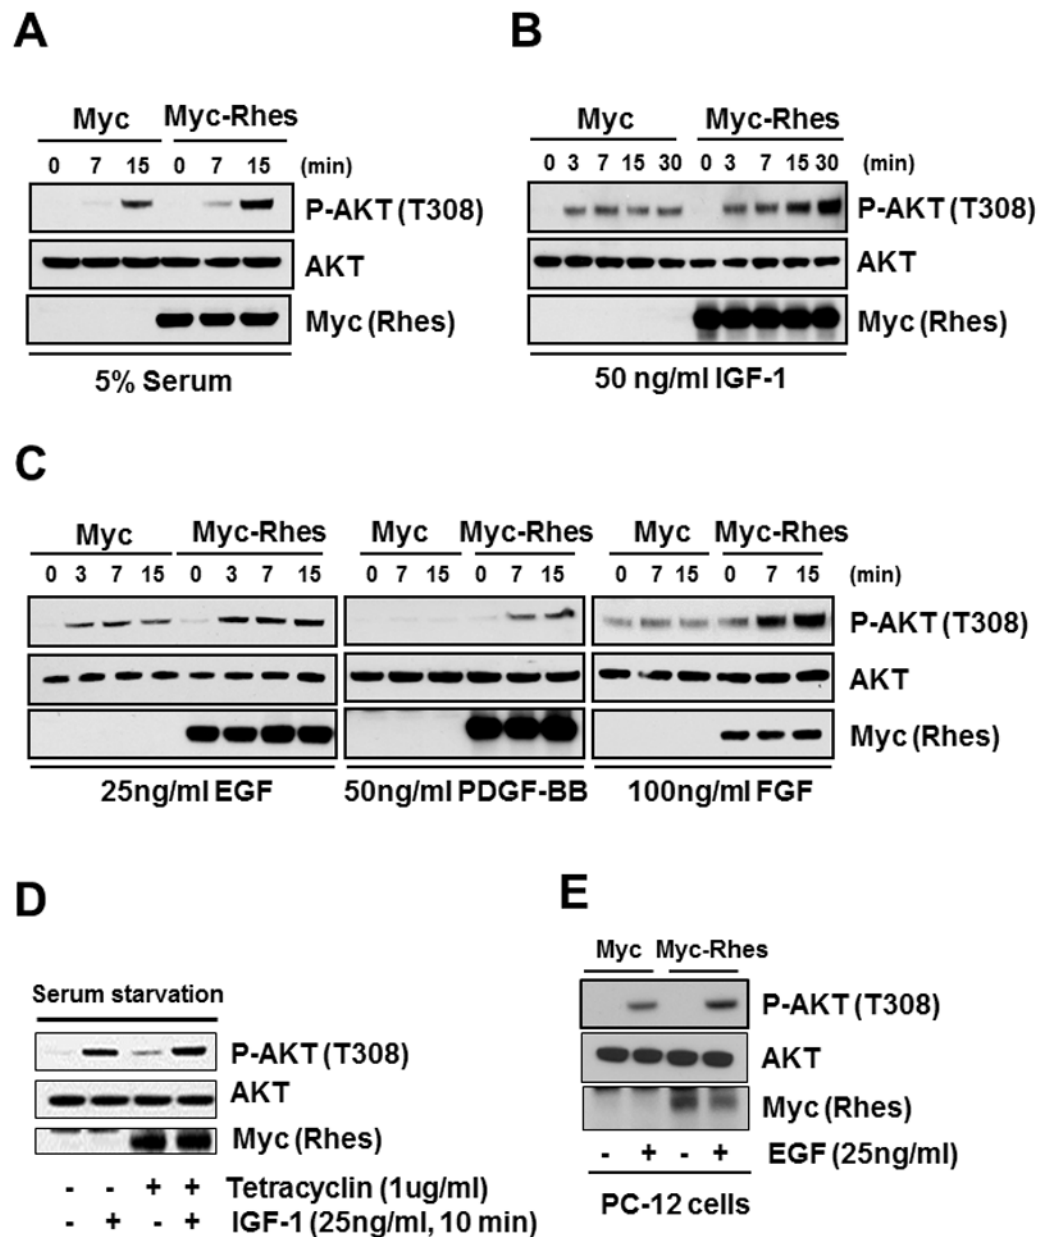 A
Myc Myc-Rhes
0 7 15 0 7 15 (min)
P-AKT (T308)
AKT
Myc (Rhes)
5% Serum
B
Myc Myc-Rhes
0 3 7 15 30 0 3 7 15 30 (min)
P-AKT (T308)
AKT
Myc (Rhes)
50 ng/ml IGF-1
C
Myc Myc-Rhes Myc Myc-Rhes Myc Myc-Rhes
0 3 7 15 0 3 7 15 0 7 15 0 7 15 0 7 15 0 7 15 (min)
P-AKT (T308)
AKT
Myc (Rhes)
25ng/ml EGF 50ng/ml PDGF-BB 100ng/ml FGF
D
Serum starvation
P-AKT (T308)
AKT
Myc (Rhes)
- - + + Tetracyclin (1ug/ml)
- + - + IGF-1 (25ng/ml, 10 min)
E
Myc Myc-Rhes
P-AKT (T308)
AKT
Myc (Rhes)
- + - + EGF (25ng/ml)
PC-12 cells